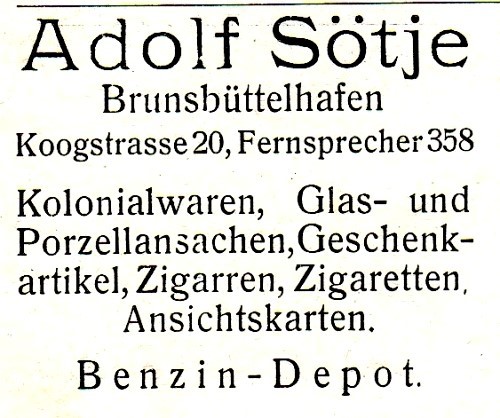 Adolf Sötje
Brunsbüttelhafen
Koogstrasse 20, Fernsprecher 358
Kolonialwaren, Glas- und
Porzellansachen, Geschenk-
artikel, Zigarren, Zigaretten,
Ansichtskarten.
Benzin-Depot.